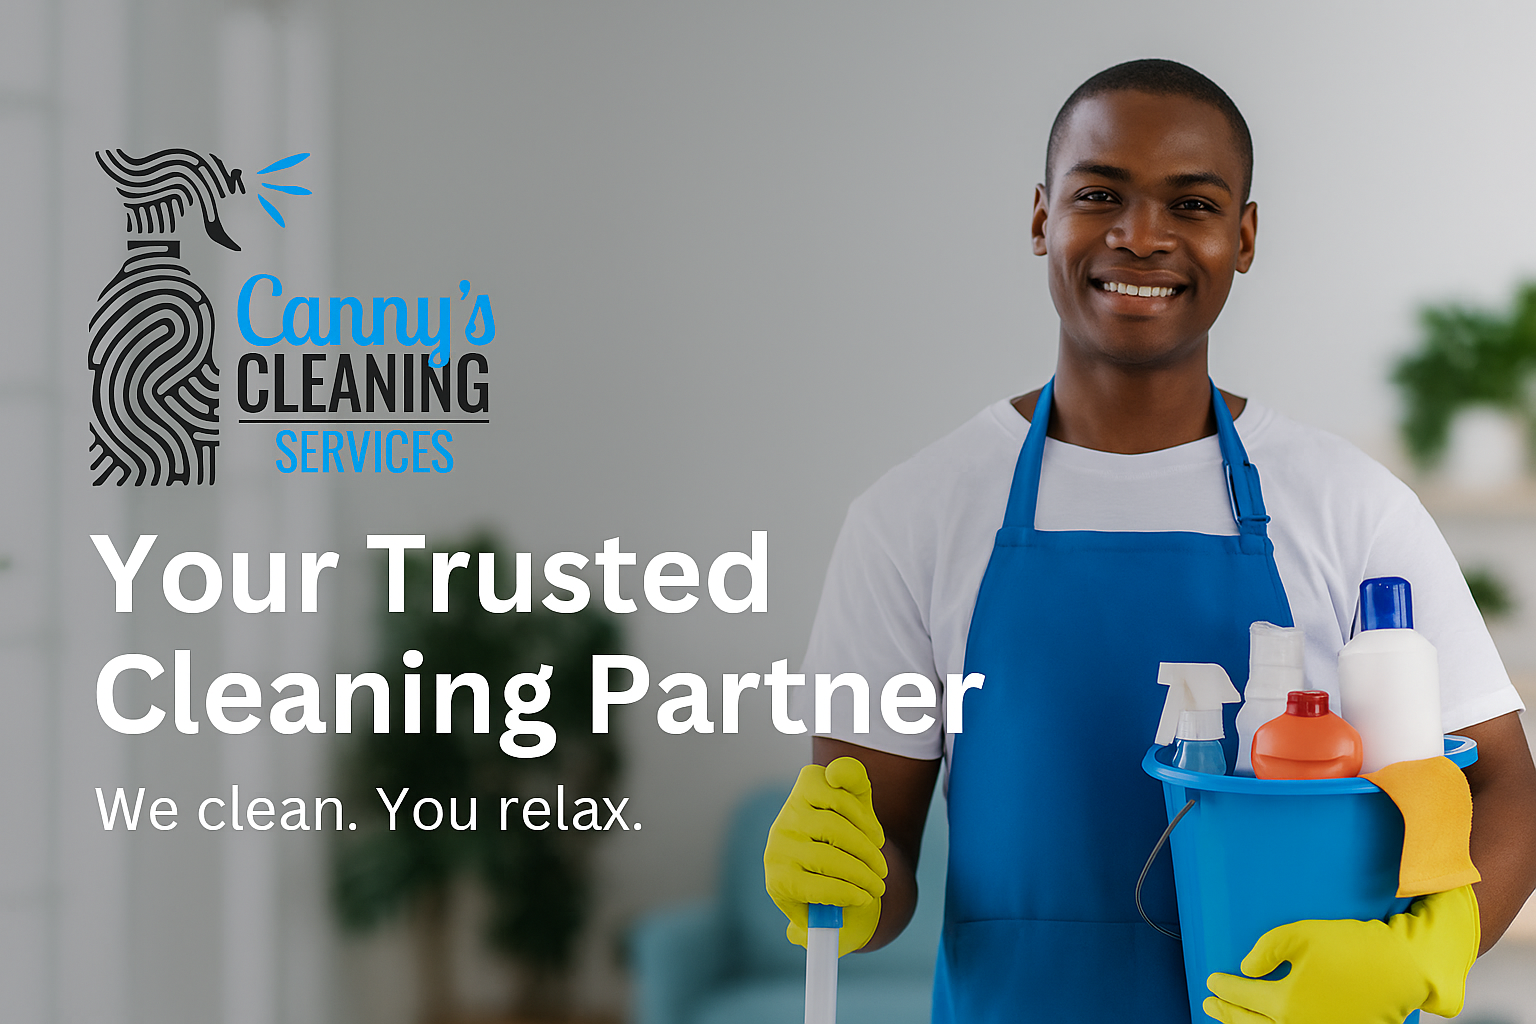 Canny's
CLEANING
SERVICES
Your Trusted
Cleaning Partner
We clean. You relax.